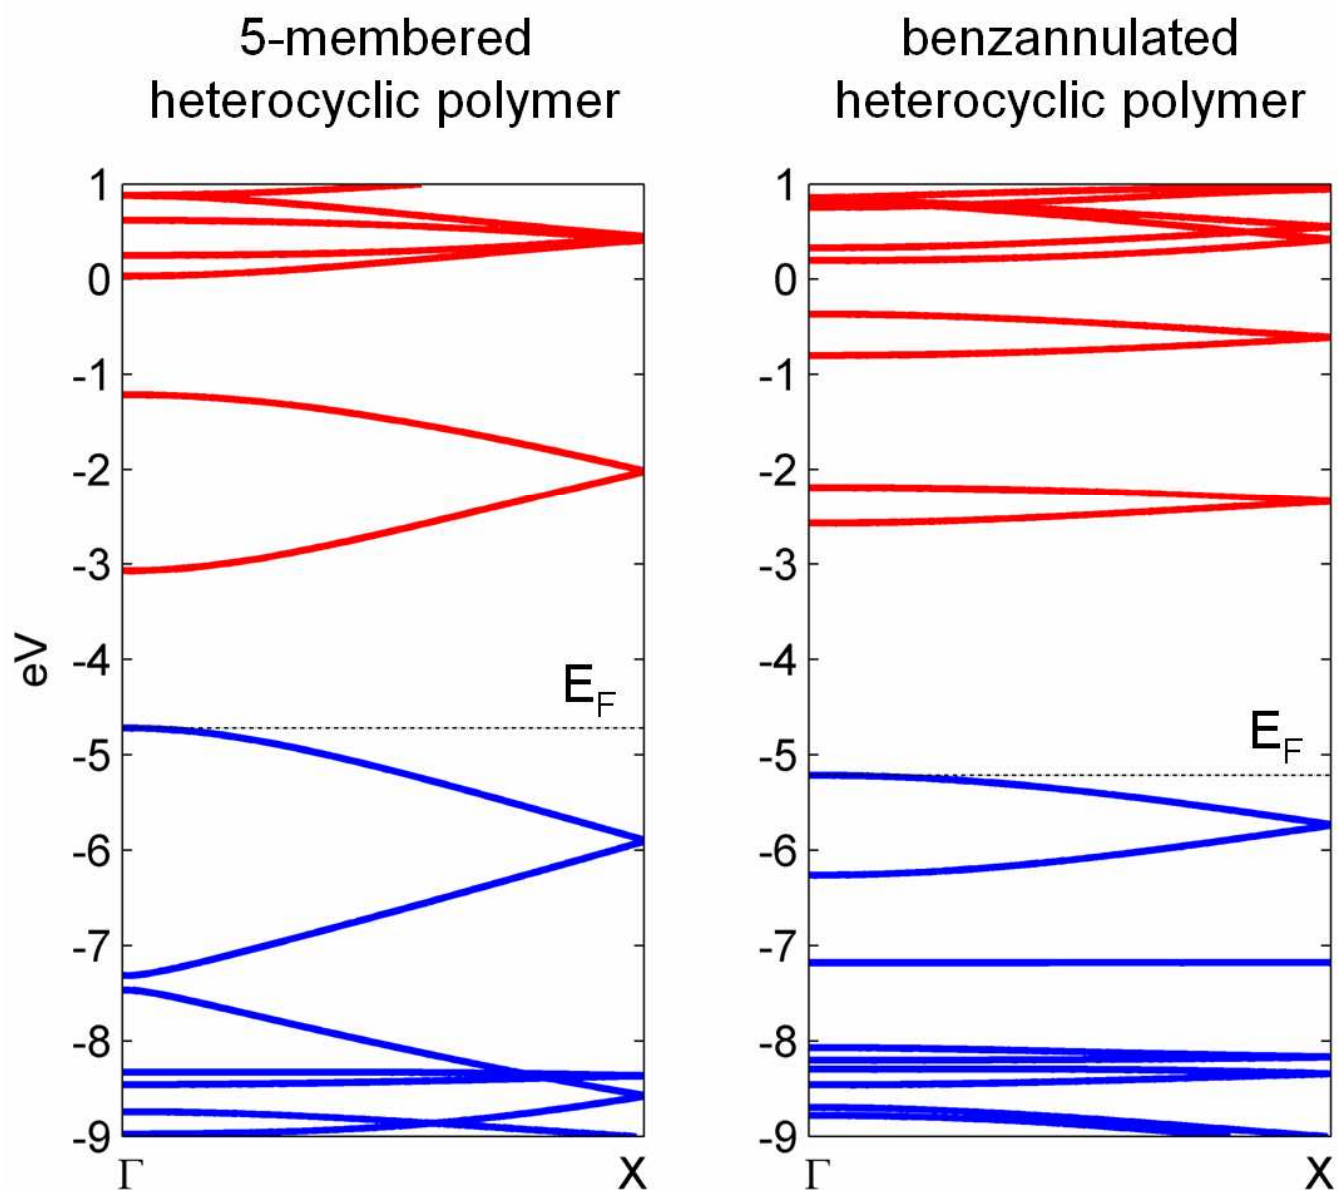 5-membered
heterocyclic polymer
benzannulated
heterocyclic polymer
eV
1
0
-1
-2
-3
-4
-5
-6
-7
-8
-9
E_F
Γ
X
1
0
-1
-2
-3
-4
-5
-6
-7
-8
-9
E_F
Γ
X